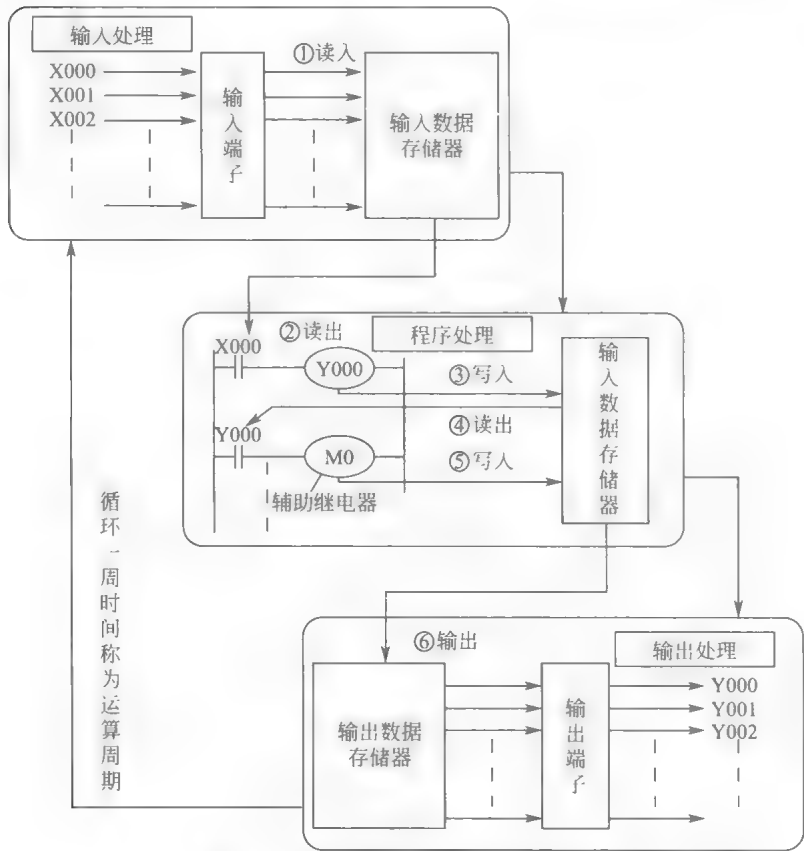 输入处理
①读入
X000
X001
X002
输入端子
输入数据
存储器
②读出
程序处理
X000
Y000
③写入
Y000
④读出
M0
⑤写入
辅助继电器
输入数据存储器
循环一周时间称为运算周期
⑥输出
输出处理
输出数据
存储器
输出端子
Y000
Y001
Y002